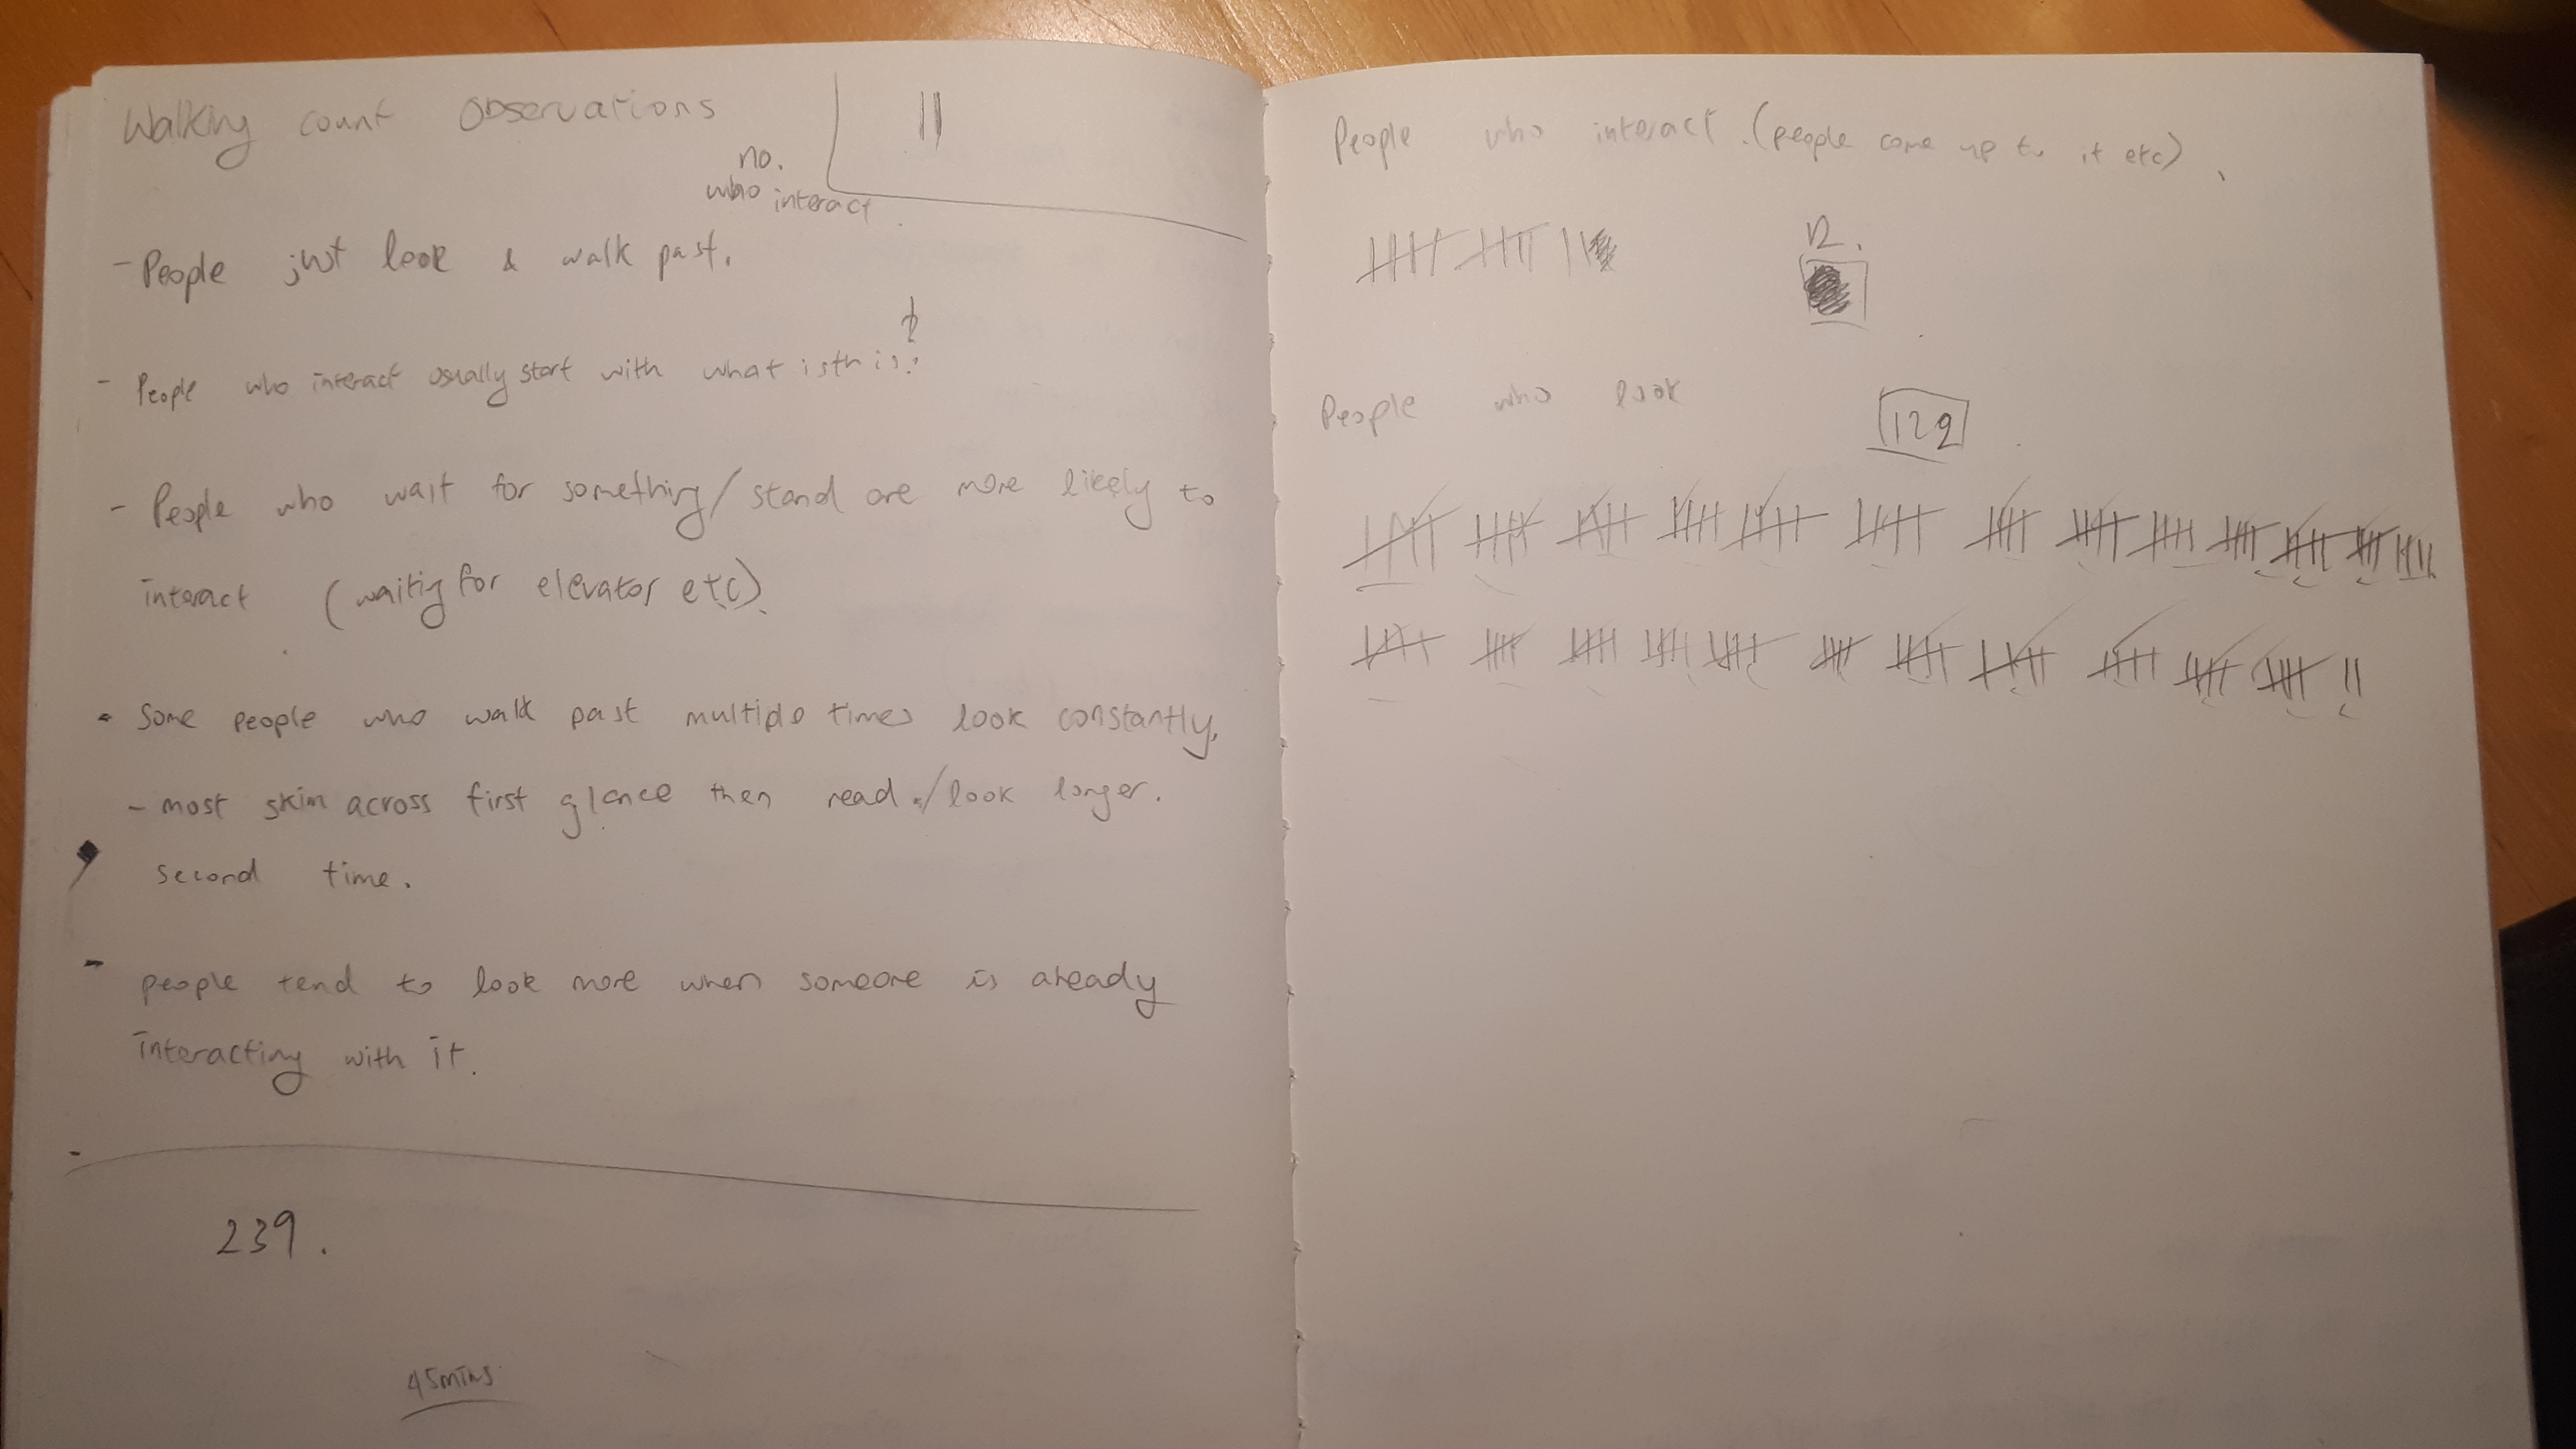 Walking count observations
no.
who interact
- People just look & walk past.
- People who interact usually start with what is this?
- People who wait for something/stand are more likely to
interact (waitig for elevator etc).
- Some people who walk past multiple times look constantly.
- most skim across first glance then read /look longer.
second time.
- people tend to look more when someone is already
interacting with it.
239.
45mins
People who interact (people come up to it etc).
12.
People who look
129